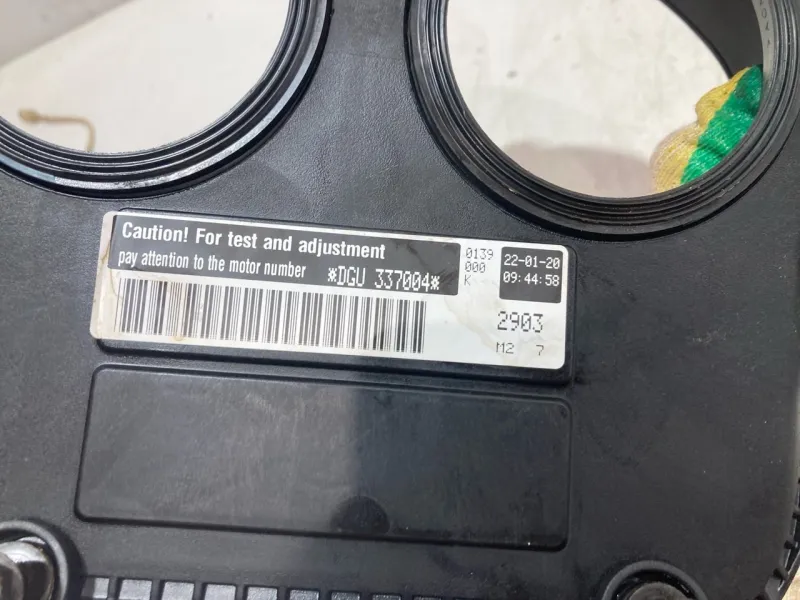 Caution! For test and adjustment
pay attention to the motor number *DGU 337004*
0139
000
K
22-01-20
09:44:58
2903
M2 7